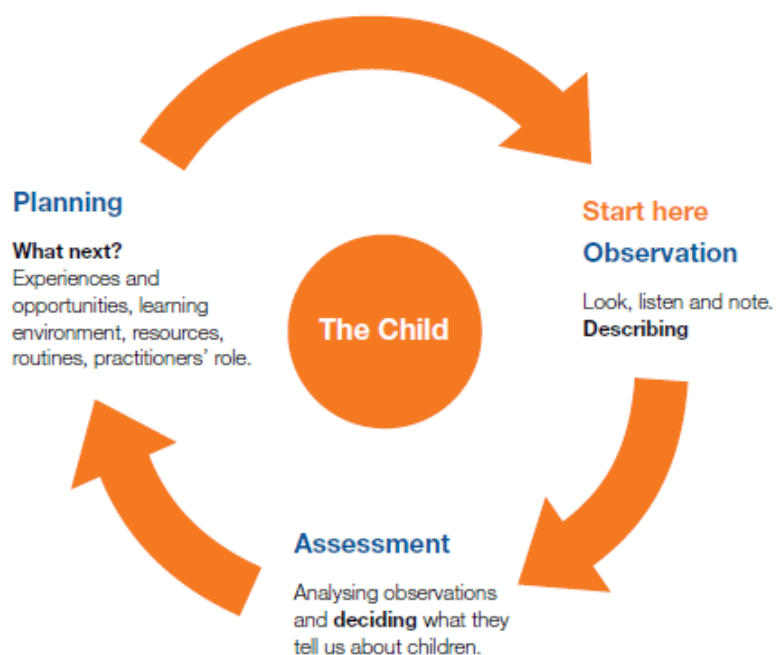 Planning
What next?
Experiences and
opportunities, learning
environment, resources,
routines, practitioners’ role.
The Child
Start here
Observation
Look, listen and note.
Describing
Assessment
Analysing observations
and deciding what they
tell us about children.